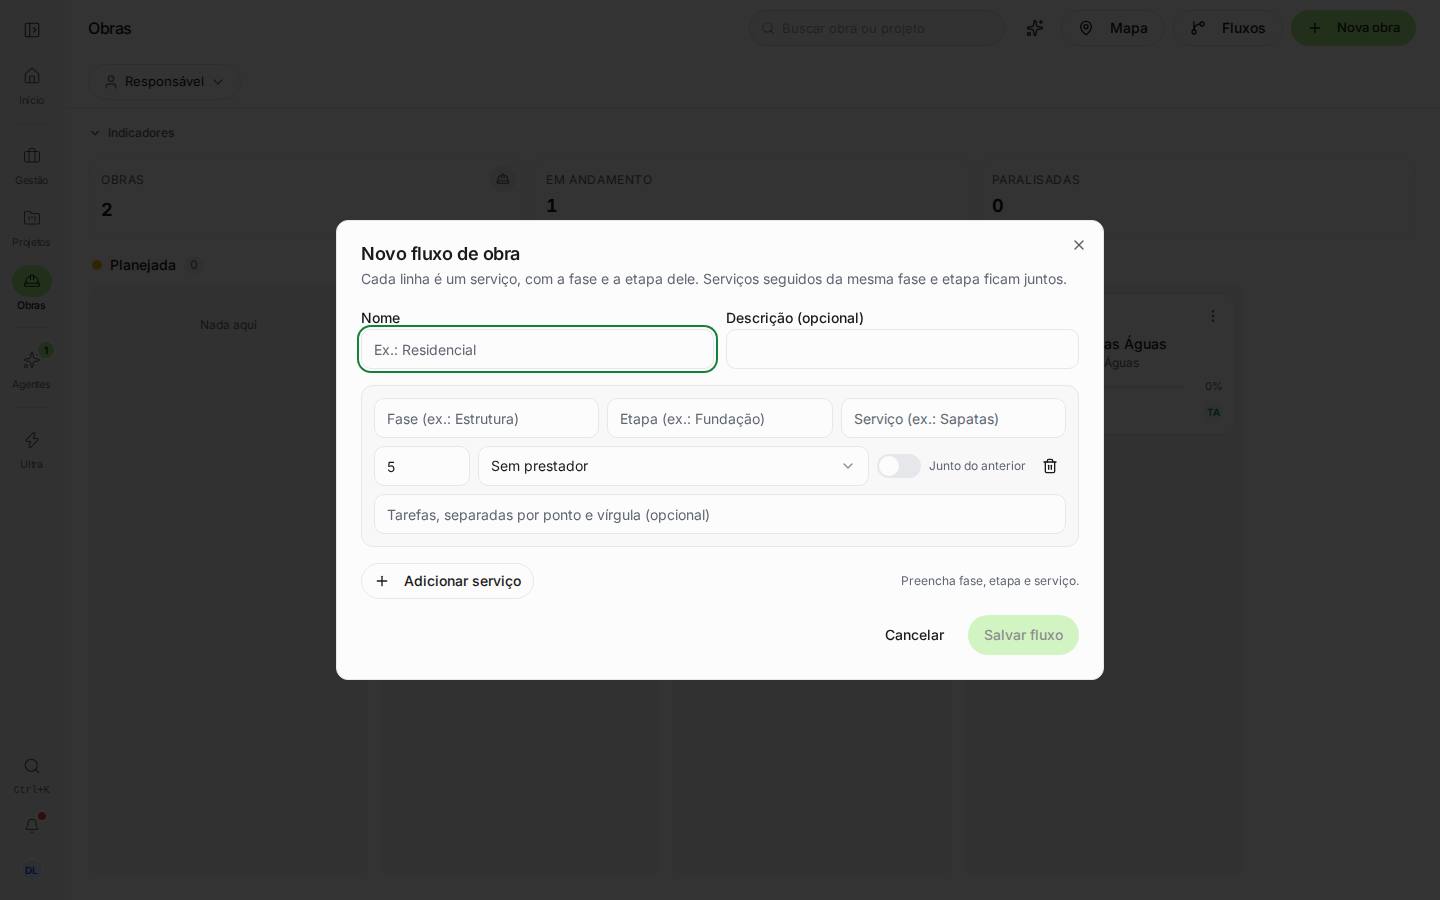 Obras
Buscar obra ou projeto
Mapa
Fluxos
Nova obra
Início
Responsável
Indicadores
Gestão
OBRAS
EM ANDAMENTO
PARALISADAS
2
1
0
Projetos
Planejada
0
Obras
Nada aqui
as Águas
Águas
0%
TA
1
Agentes
Ultra
Novo fluxo de obra
Cada linha é um serviço, com a fase e a etapa dele. Serviços seguidos da mesma fase e etapa ficam juntos.
Nome
Descrição (opcional)
Ex.: Residencial
Fase (ex.: Estrutura)
Etapa (ex.: Fundação)
Serviço (ex.: Sapatas)
5
Sem prestador
Junto do anterior
Tarefas, separadas por ponto e vírgula (opcional)
Adicionar serviço
Preencha fase, etapa e serviço.
Cancelar
Salvar fluxo
Ctrl+K
DL